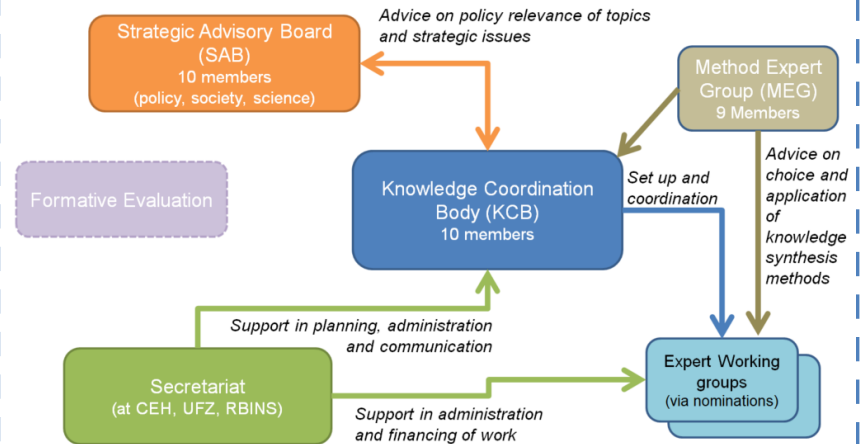 Strategic Advisory Board
(SAB)
10 members
(policy, society, science)
Advice on policy relevance of topics
and strategic issues
Method Expert
Group (MEG)
9 Members
Formative Evaluation
Knowledge Coordination
Body (KCB)
10 members
Set up and
coordination
Advice on
choice and
application
of
knowledge
synthesis
methods
Support in planning, administration
and communication
Secretariat
(at CEH, UFZ, RBINS)
Support in administration
and financing of work
Expert Working
groups
(via nominations)